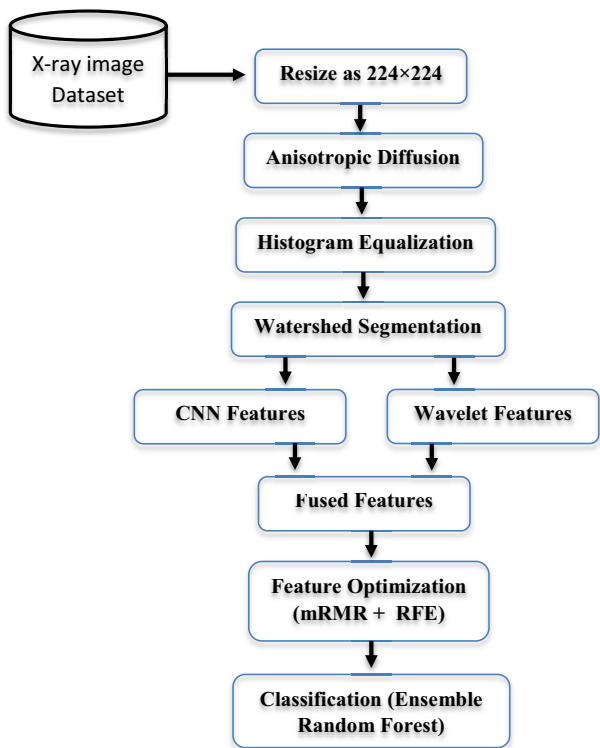 X-ray image
Dataset
Resize as 224×224
Anisotropic Diffusion
Histogram Equalization
Watershed Segmentation
CNN Features
Wavelet Features
Fused Features
Feature Optimization
(mRMR + RFE)
Classification (Ensemble
Random Forest)